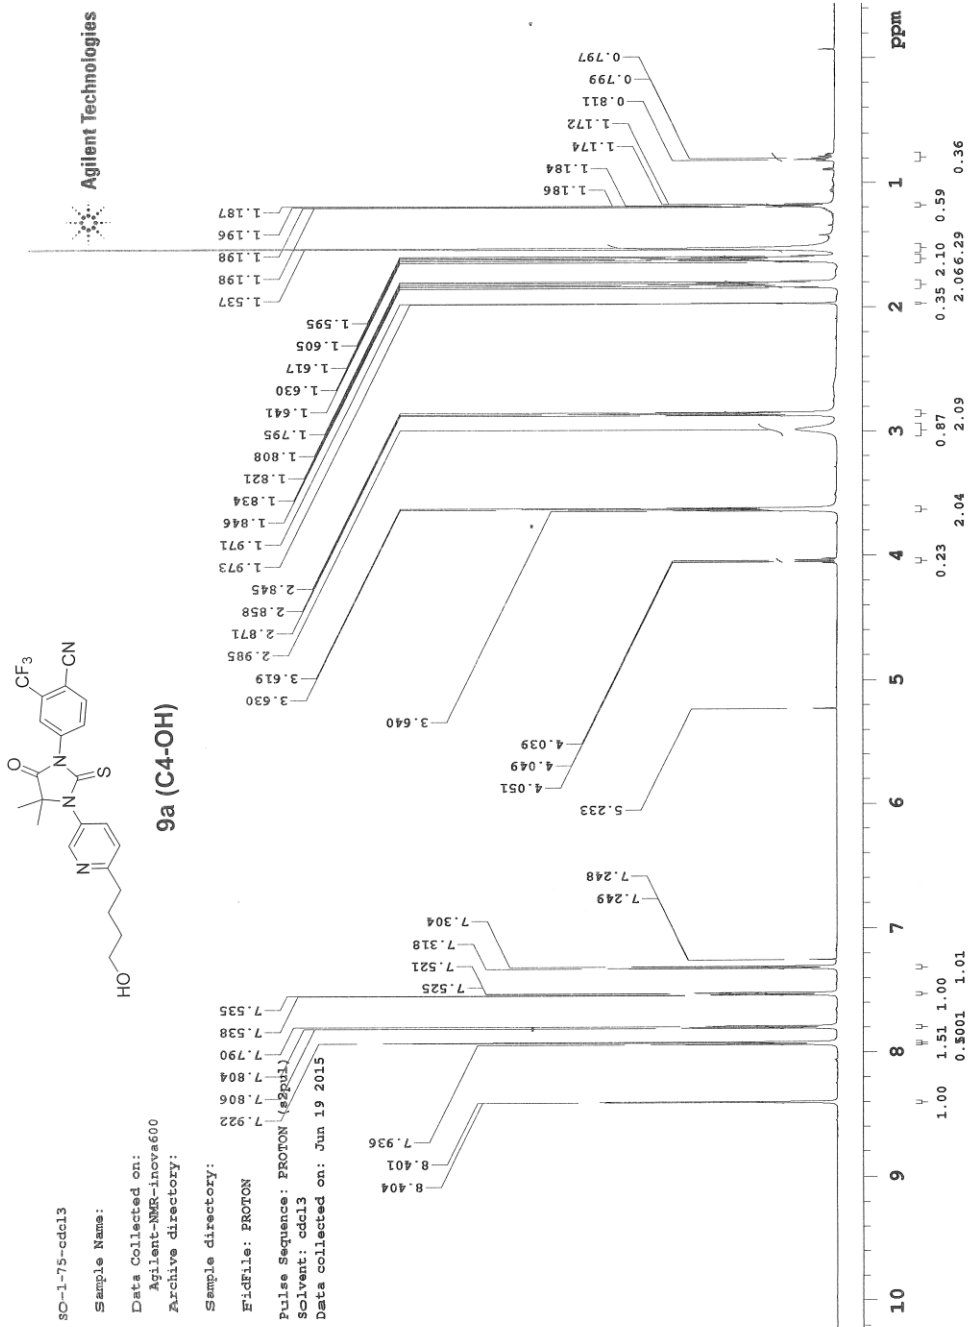 SO-1-75-cdcl3
Sample Name:
Data Collected on:
Agilent-NMR-inova600
Archive directory:
Sample directory:
FidFile: PROTON
Pulse Sequence: PROTON (s2pul)
Solvent: cdcl3
Data collected on: Jun 19 2015
Agilent Technologies
O
CF3
CN
N
S
N
N
HO
9a (C4-OH)
8.404
8.401
7.936
7.922
7.806
7.804
7.790
7.538
7.535
7.525
7.521
7.318
7.304
7.249
7.248
5.233
4.051
4.049
4.039
3.640
3.630
3.619
2.985
2.871
2.858
2.845
1.973
1.971
1.846
1.834
1.821
1.808
1.795
1.641
1.630
1.617
1.605
1.595
1.537
1.198
1.198
1.196
1.187
1.186
1.184
1.174
1.172
0.811
0.799
0.797
10 9 8 7 6 5 4 3 2 1 ppm
1.00 1.51 1.00 1.01 0.23 2.04 0.87 2.09 0.35 2.10 0.59 0.36
2.066.29